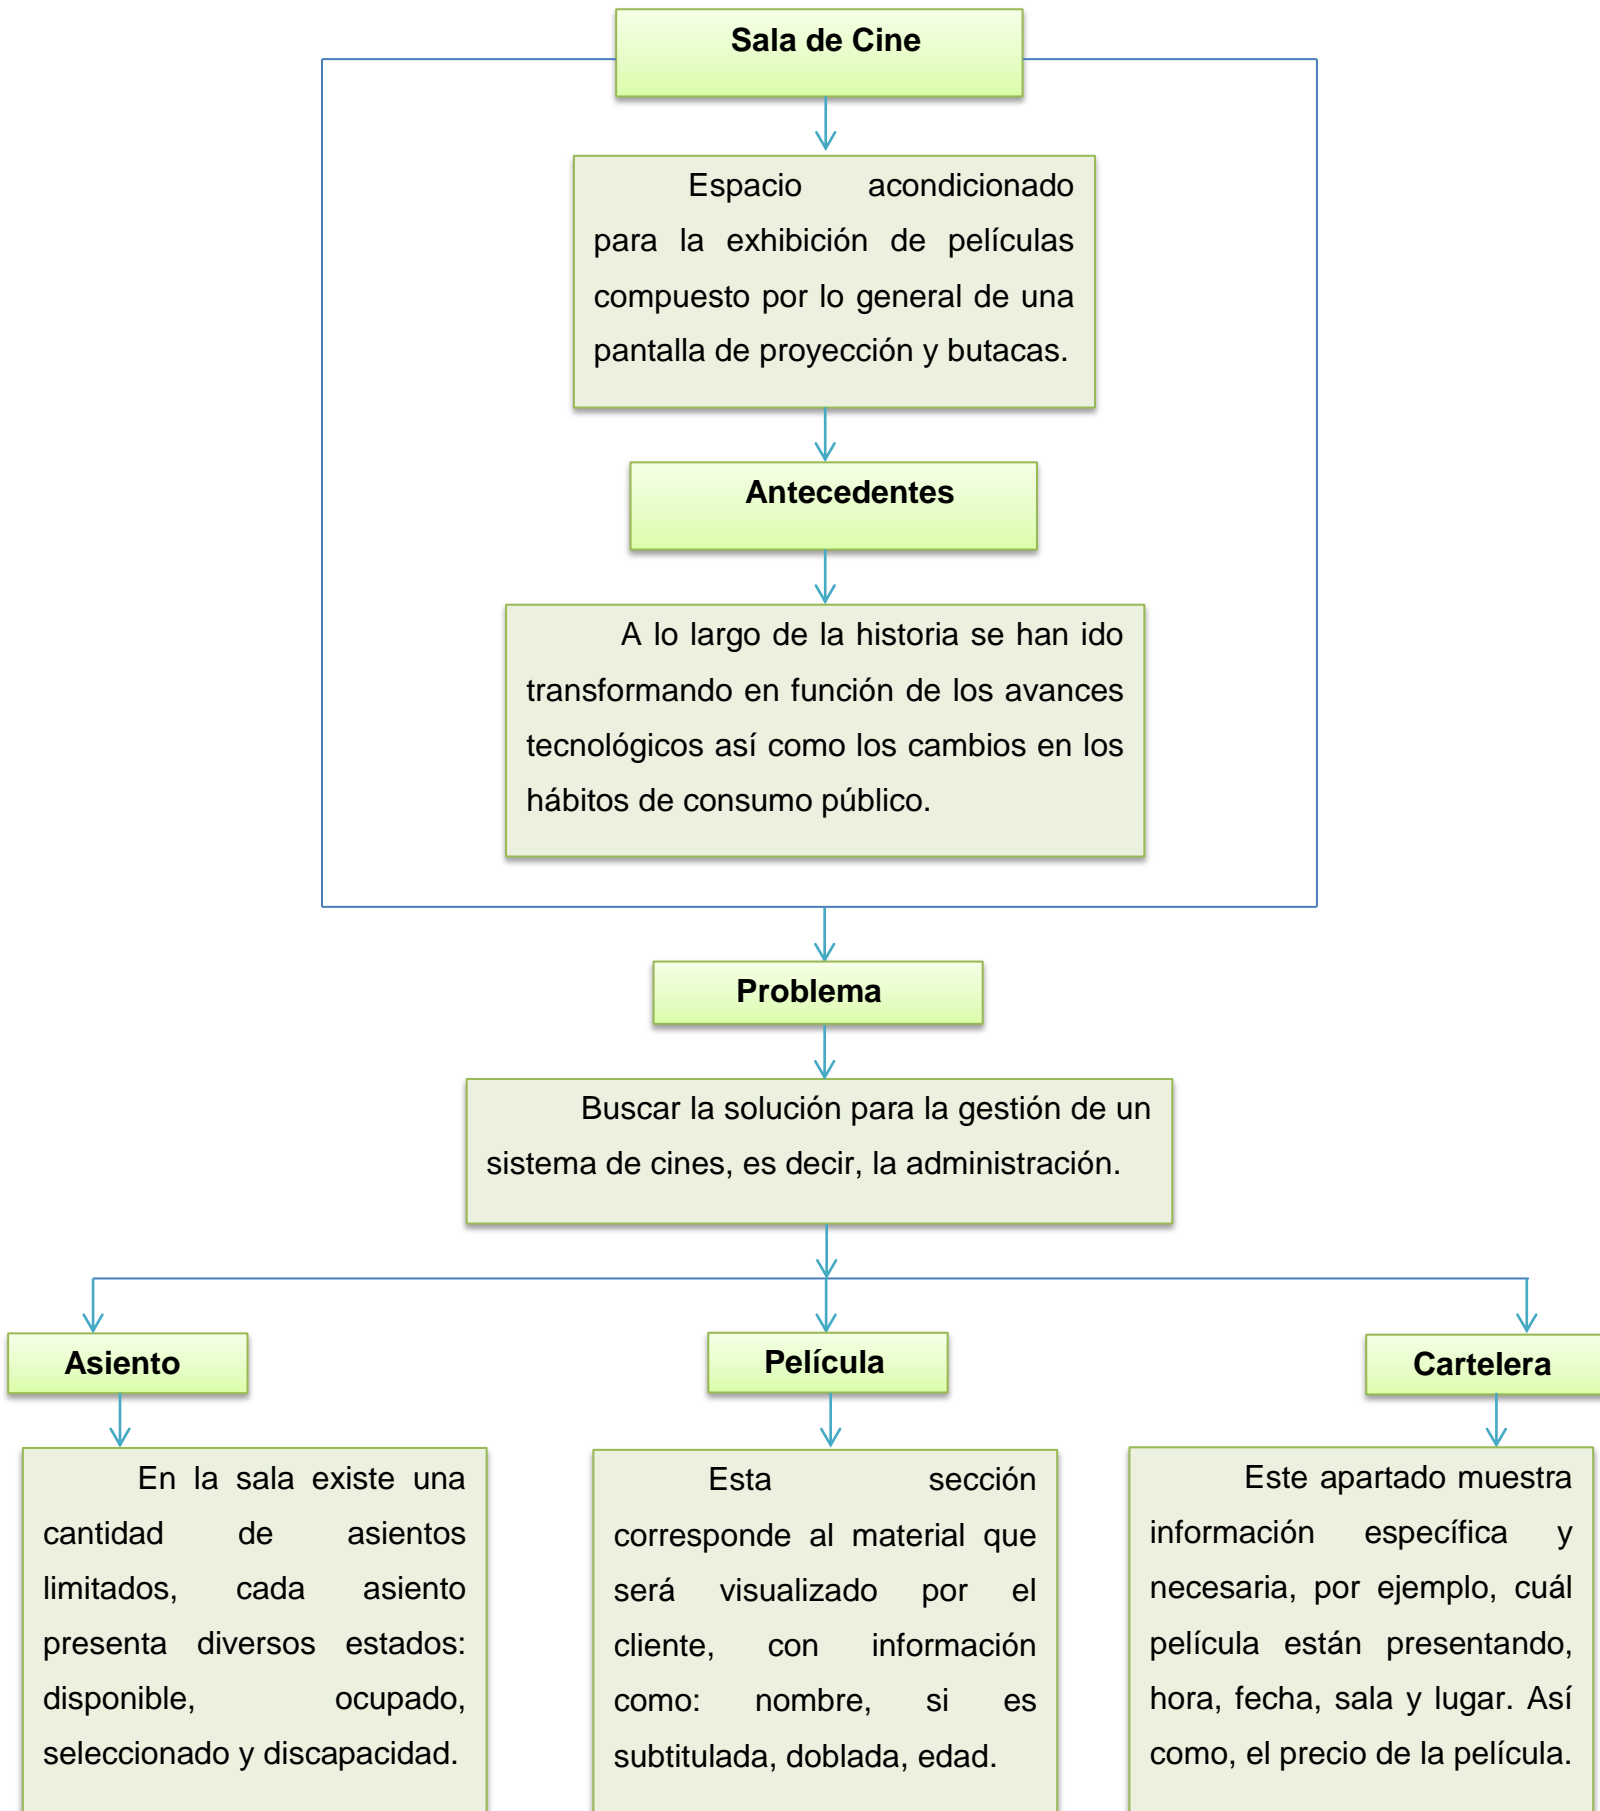 Sala de Cine
Espacio acondicionado
para la exhibición de películas
compuesto por lo general de una
pantalla de proyección y butacas.
Antecedentes
A lo largo de la historia se han ido
transformando en función de los avances
tecnológicos así como los cambios en los
hábitos de consumo público.
Problema
Buscar la solución para la gestión de un
sistema de cines, es decir, la administración.
Asiento
En la sala existe una
cantidad de asientos
limitados, cada asiento
presenta diversos estados:
disponible, ocupado,
seleccionado y discapacidad.
Película
Esta sección
corresponde al material que
será visualizado por el
cliente, con información
como: nombre, si es
subtitulada, doblada, edad.
Cartelera
Este apartado muestra
información específica y
necesaria, por ejemplo, cuál
película están presentando,
hora, fecha, sala y lugar. Así
como, el precio de la película.